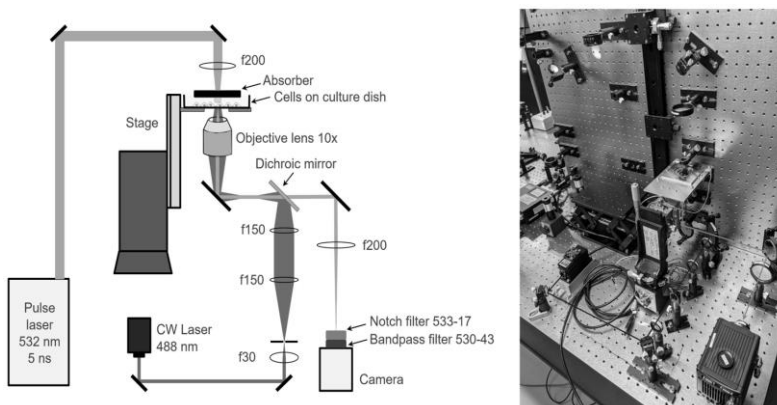 f200
Absorber
Cells on culture dish
Stage
Objective lens 10x
Dichroic mirror
f150
f200
f150
Pulse
laser
532 nm
5 ns
CW Laser
488 nm
f30
Notch filter 533-17
Bandpass filter 530-43
Camera